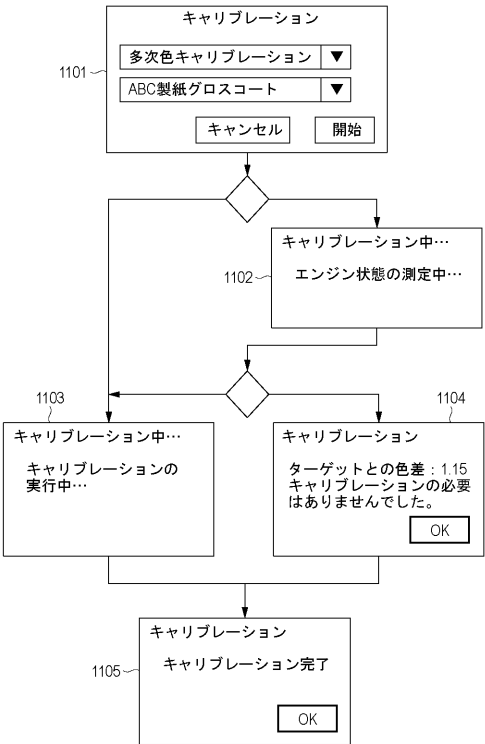 キャリブレーション
多次色キャリブレーション ▼
1101
ABC製紙グロスコート ▼
キャンセル 開始
キャリブレーション中…
1102
エンジン状態の測定中…
1103
1104
キャリブレーション中…
キャリブレーションの
実行中…
キャリブレーション
ターゲットとの色差：1.15
キャリブレーションの必要
はありませんでした。
OK
キャリブレーション
1105
キャリブレーション完了
OK